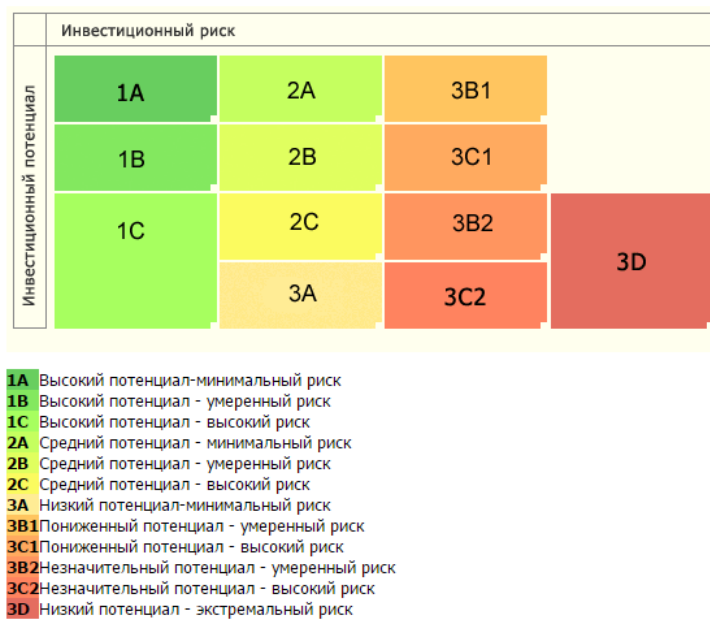 Инвестиционный риск
Инвестиционный потенциал
1A 2A 3B1
1B 2B 3C1
1C 2C 3B2
3D
3A 3C2
1A Высокий потенциал-минимальный риск
1B Высокий потенциал - умеренный риск
1C Высокий потенциал - высокий риск
2A Средний потенциал - минимальный риск
2B Средний потенциал - умеренный риск
2C Средний потенциал - высокий риск
3A Низкий потенциал-минимальный риск
3B1 Пониженный потенциал - умеренный риск
3C1 Пониженный потенциал - высокий риск
3B2 Незначительный потенциал - умеренный риск
3C2 Незначительный потенциал - высокий риск
3D Низкий потенциал - экстремальный риск